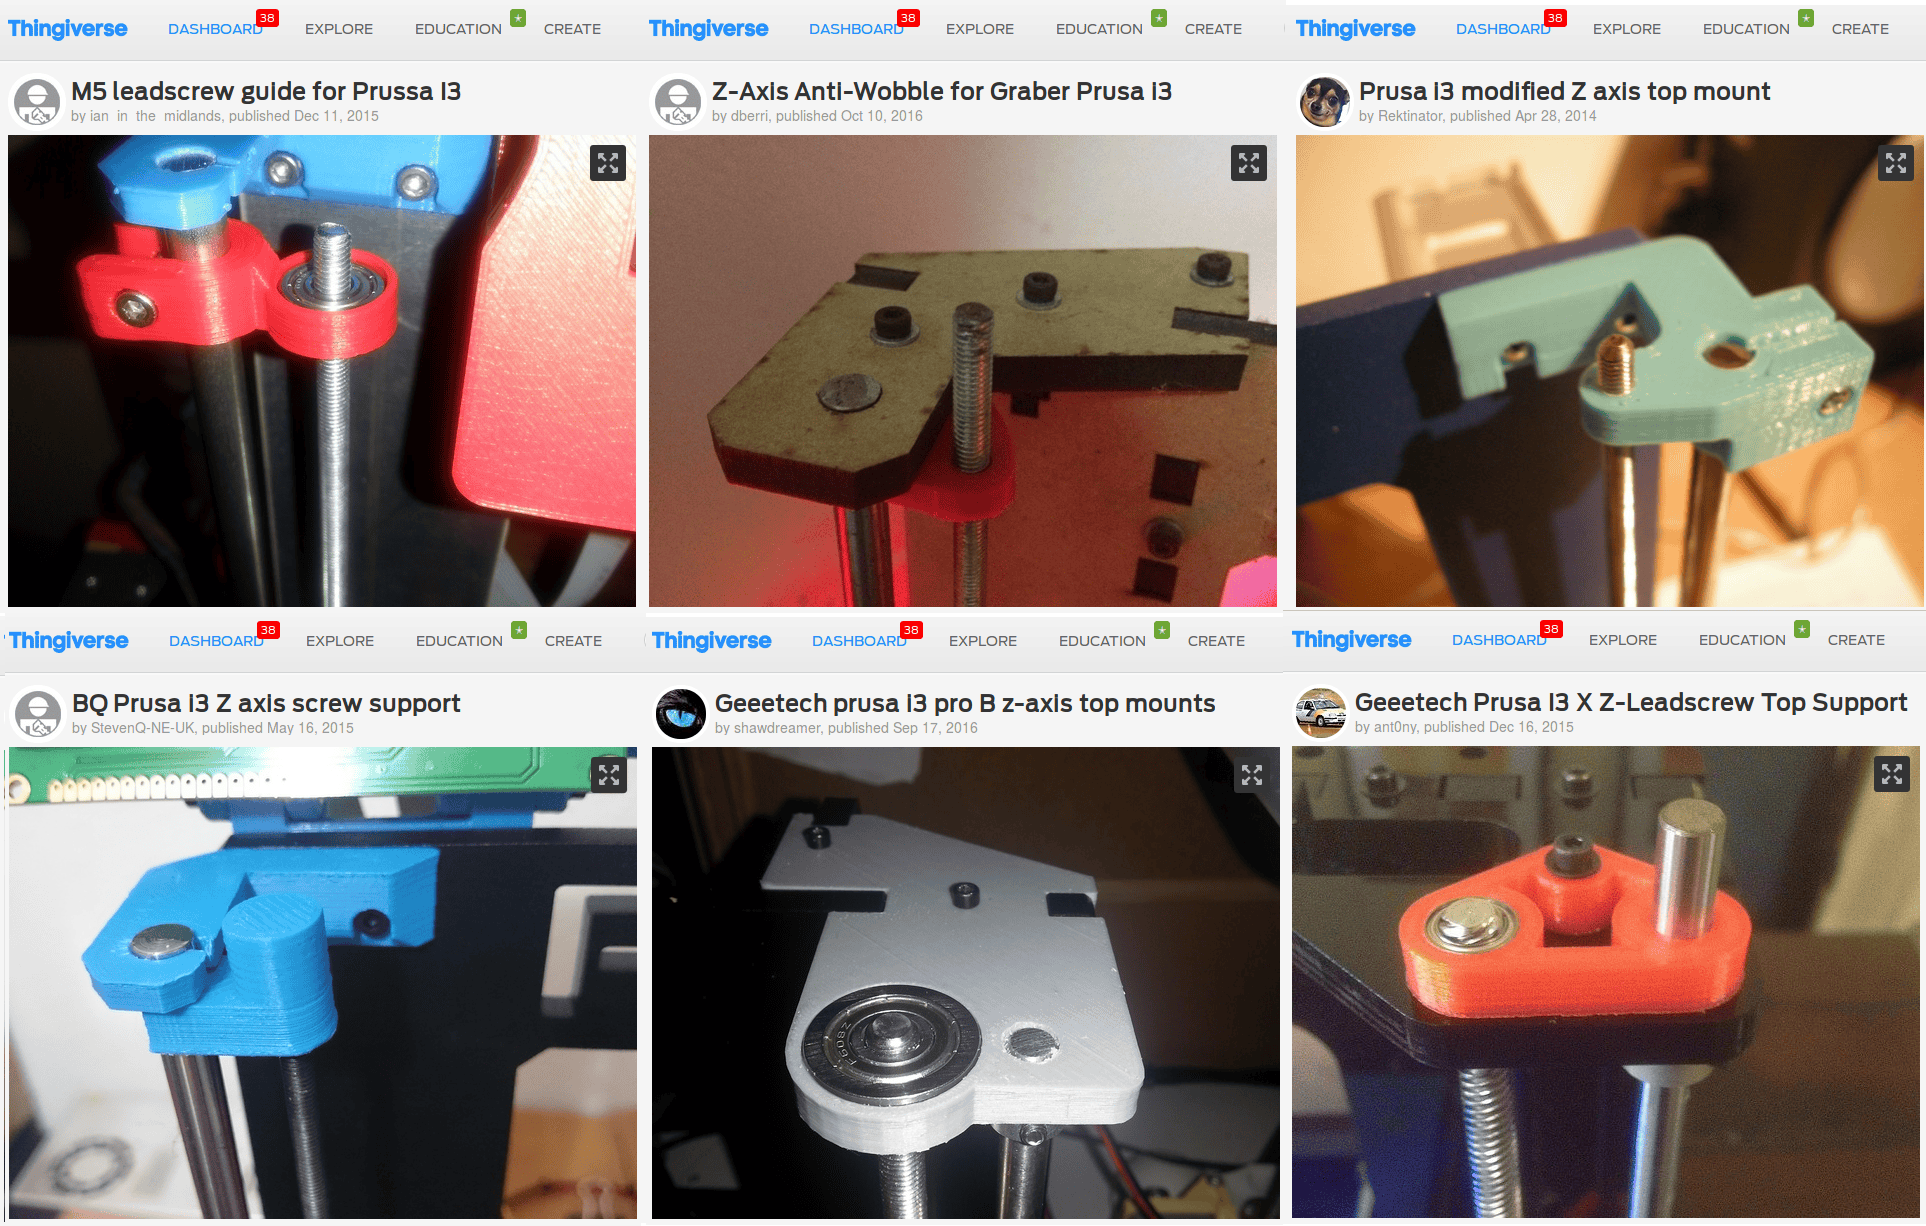 Thingiverse DASHBOARD 38 EXPLORE EDUCATION CREATE
M5 leadscrew guide for Prussa I3
by ian_in_the_midlands, published Dec 11, 2015
Thingiverse DASHBOARD 38 EXPLORE EDUCATION CREATE
Z-Axis Anti-Wobble for Graber Prusa i3
by dberri, published Oct 10, 2016
Thingiverse DASHBOARD 38 EXPLORE EDUCATION CREATE
Prusa i3 modified Z axis top mount
by Rektinator, published Apr 28, 2014
Thingiverse DASHBOARD 38 EXPLORE EDUCATION CREATE
BQ Prusa i3 Z axis screw support
by StevenQ-NE-UK, published May 16, 2015
Thingiverse DASHBOARD 38 EXPLORE EDUCATION CREATE
Geeetech prusa i3 pro B z-axis top mounts
by shawdreamer, published Sep 17, 2016
F608Z
Thingiverse DASHBOARD 38 EXPLORE EDUCATION CREATE
Geeetech Prusa I3 X Z-Leadscrew Top Support
by ant0ny, published Dec 16, 2015